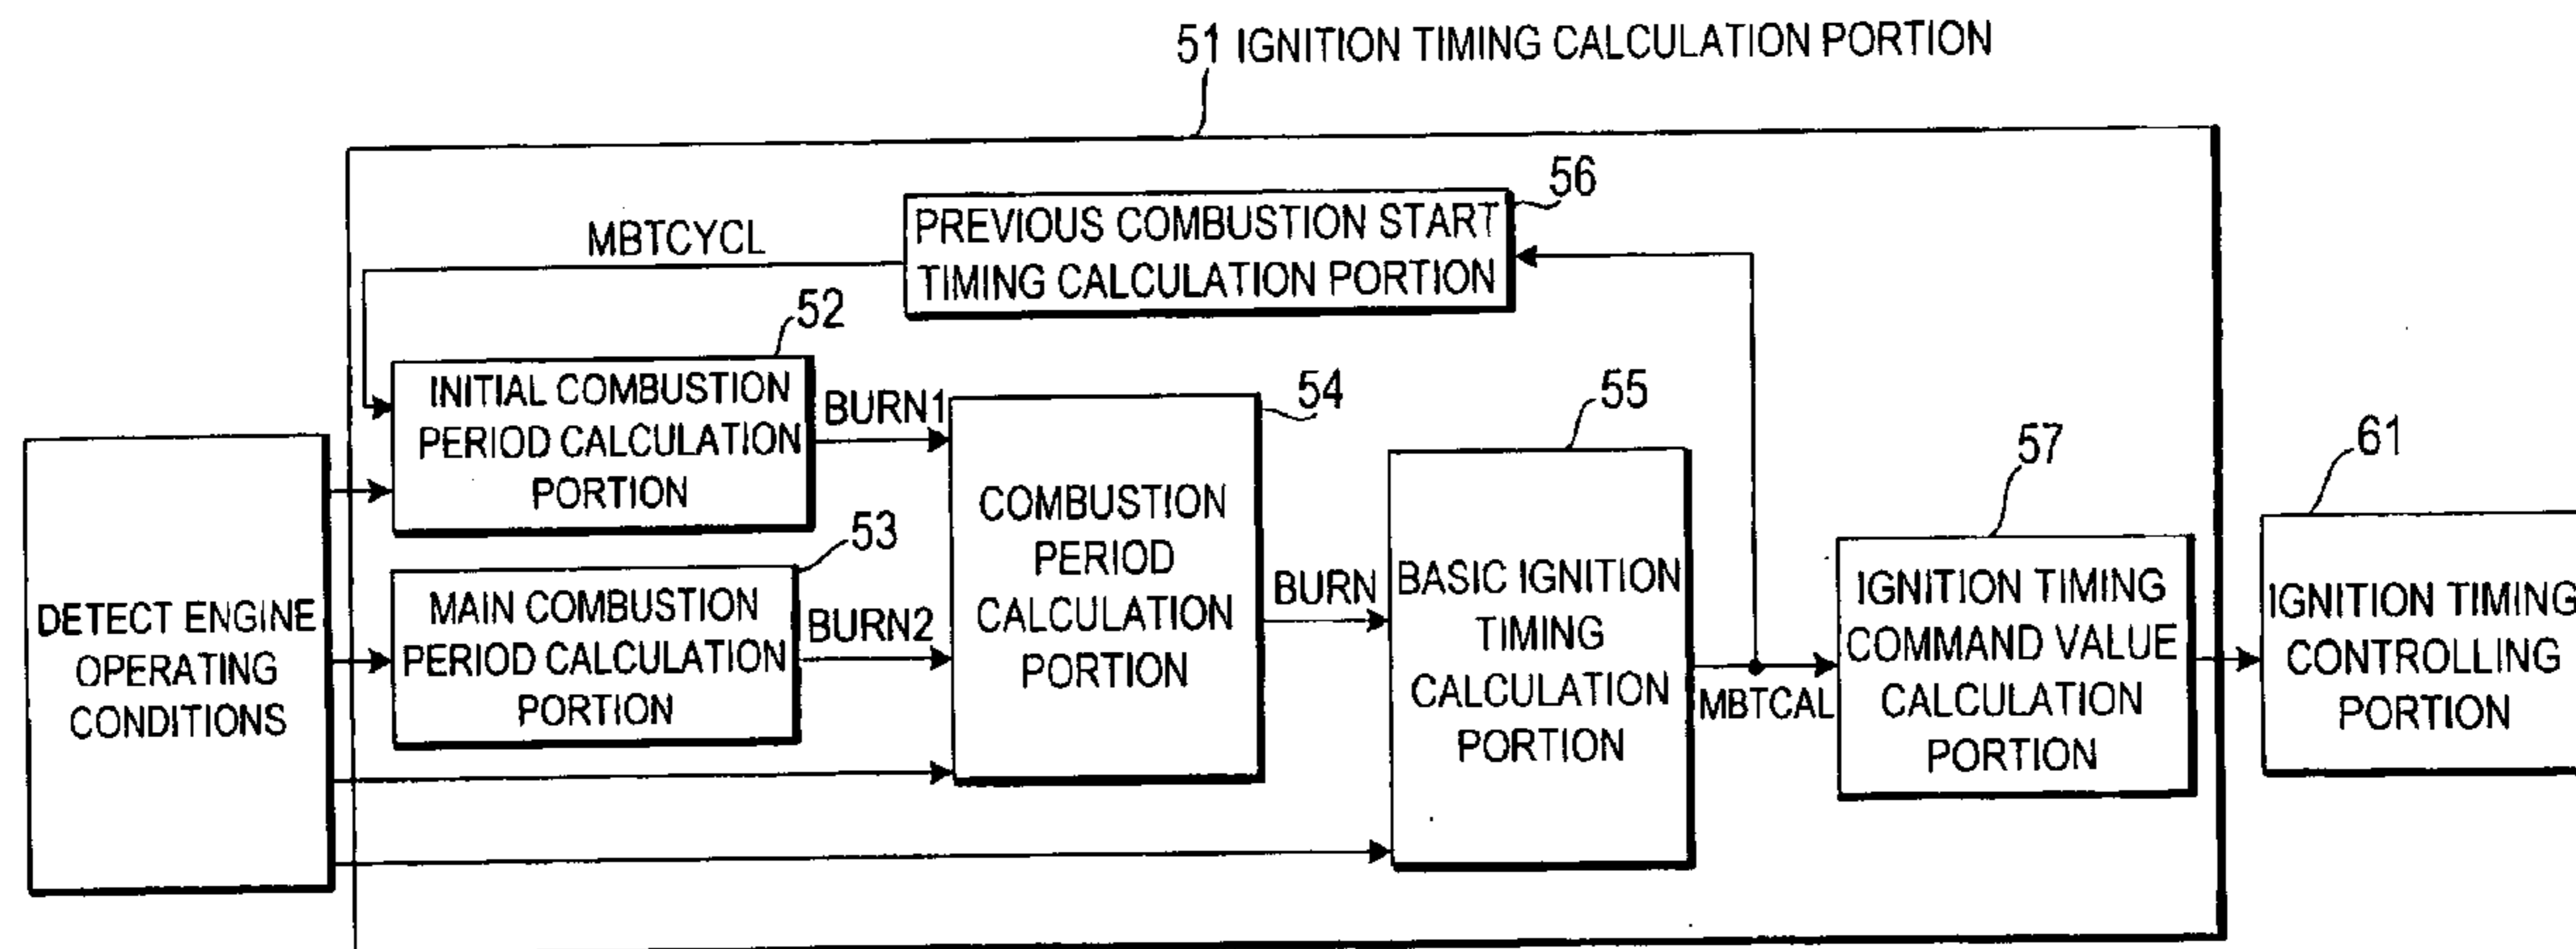 51 IGNITION TIMING CALCULATION PORTION
56
PREVIOUS COMBUSTION START
TIMING CALCULATION PORTION
MBTCYCL
52
INITIAL COMBUSTION
PERIOD CALCULATION
PORTION
BURN1
54
COMBUSTION
PERIOD
CALCULATION
PORTION
53
MAIN COMBUSTION
PERIOD CALCULATION
PORTION
BURN2
DETECT ENGINE
OPERATING
CONDITIONS
BURN
55
BASIC IGNITION
TIMING
CALCULATION
PORTION
MBTCAL
57
IGNITION TIMING
COMMAND VALUE
CALCULATION
PORTION
61
IGNITION TIMING
CONTROLLING
PORTION